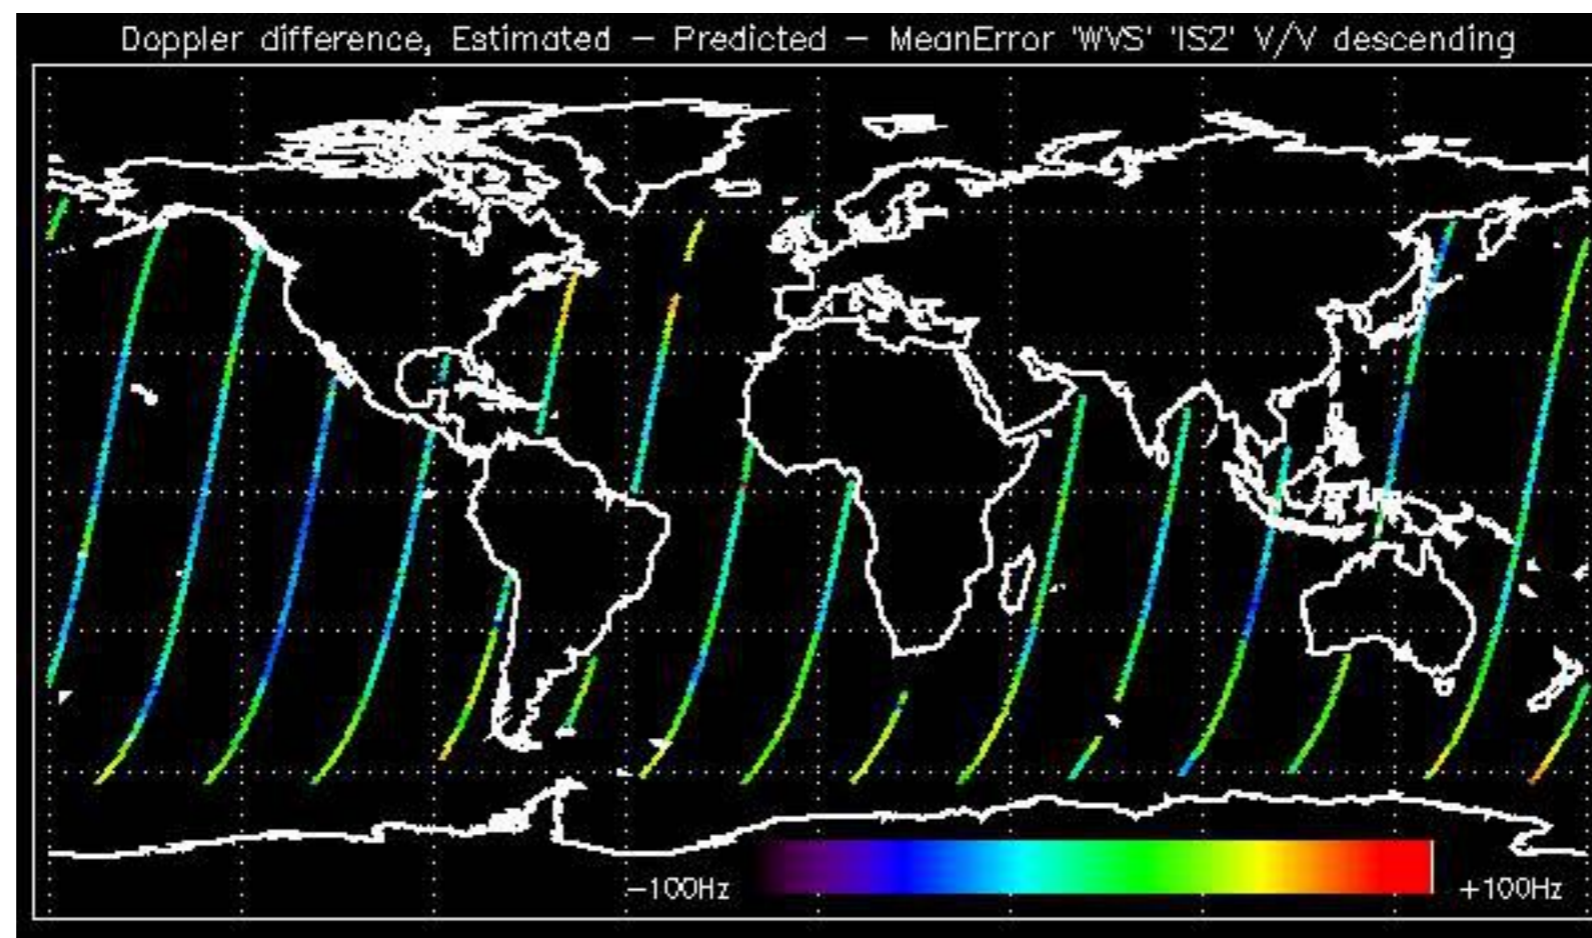 Doppler difference, Estimated – Predicted – MeanError 'WVS' 'IS2' V/V descending
–100Hz
+100Hz